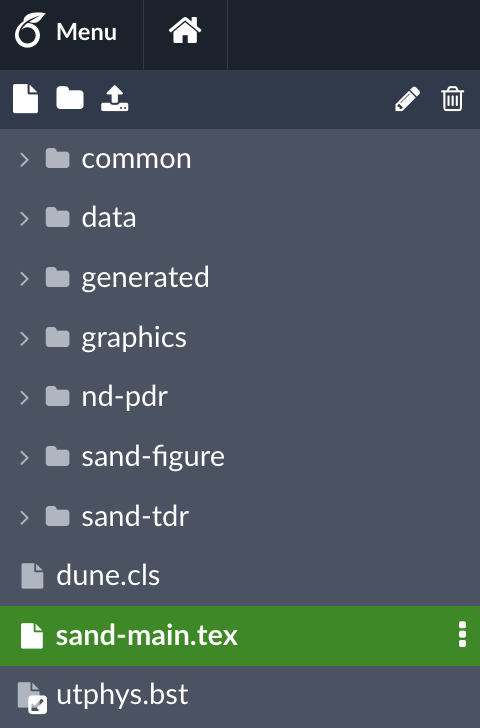 Menu
common
data
generated
graphics
nd-pdr
sand-figure
sand-tdr
dune.cls
sand-main.tex
utphys.bst